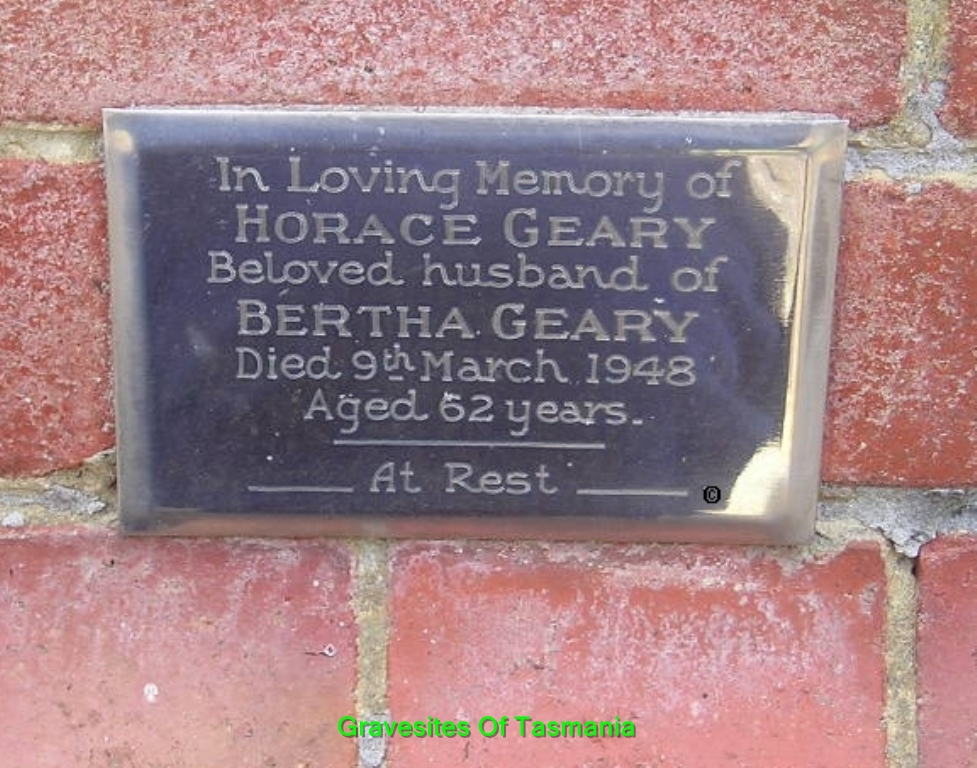 In Loving Memory of
HORACE GEARY
Beloved husband of
BERTHA GEARY
Died 9th March 1948
Aged 62 years.
At Rest
©
Gravesites Of Tasmania